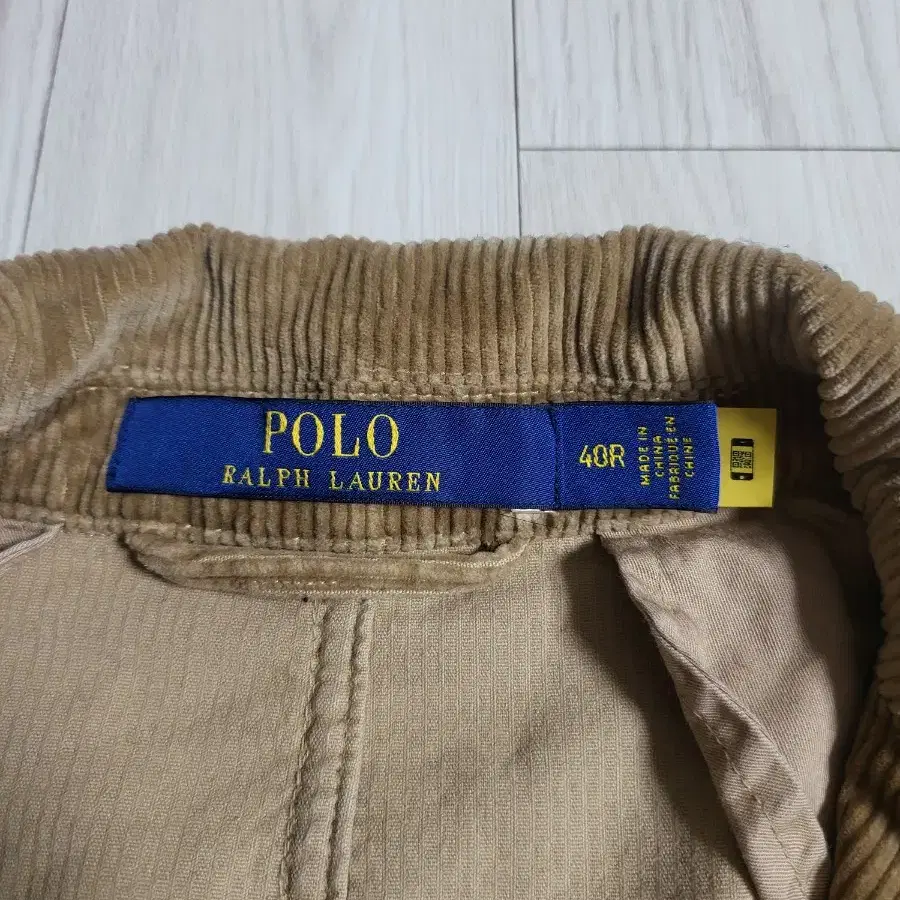 POLO
RALPH LAUREN
40R
MADE IN
CHINA
FABRIQUÉ EN
CHINE